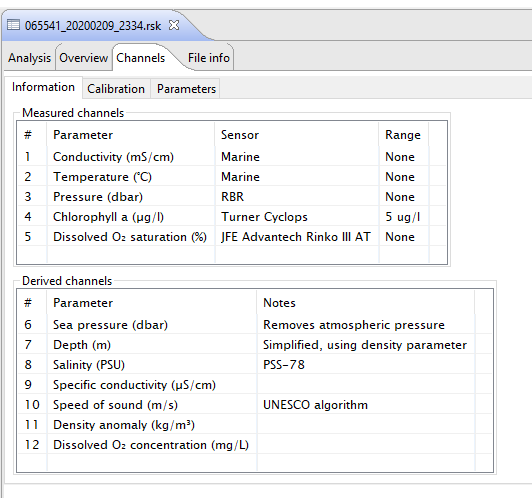 065541_20200209_2334.rsk
Analysis Overview Channels File info
Information Calibration Parameters
Measured channels
# Parameter Sensor Range
1 Conductivity (mS/cm) Marine None
2 Temperature (°C) Marine None
3 Pressure (dbar) RBR None
4 Chlorophyll a (µg/l) Turner Cyclops 5 ug/l
5 Dissolved O₂ saturation (%) JFE Advantech Rinko III AT None
Derived channels
# Parameter Notes
6 Sea pressure (dbar) Removes atmospheric pressure
7 Depth (m) Simplified, using density parameter
8 Salinity (PSU) PSS-78
9 Specific conductivity (µS/cm)
10 Speed of sound (m/s) UNESCO algorithm
11 Density anomaly (kg/m³)
12 Dissolved O₂ concentration (mg/L)